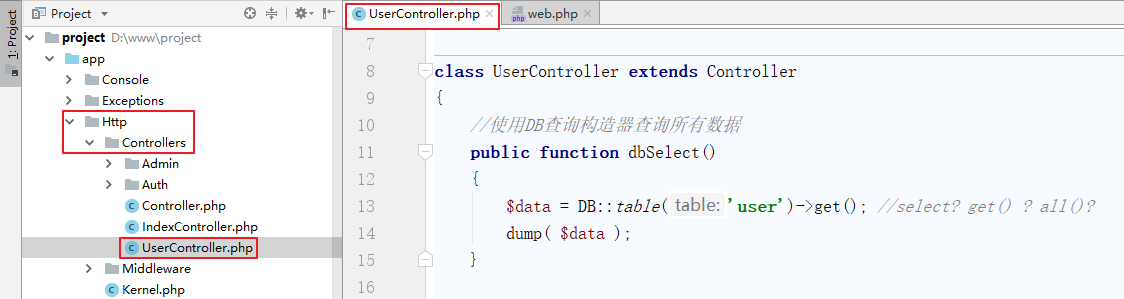 1: Project
Project
project D:\www\project
app
Console
Exceptions
Http
Controllers
Admin
Auth
Controller.php
IndexController.php
UserController.php
Middleware
Kernel.php
UserController.php
web.php
7
8 class UserController extends Controller
9 {
10 //使用DB查询构造器查询所有数据
11 public function dbSelect()
12 {
13 $data = DB::table( table: 'user')->get(); //select? get() ? all()?
14 dump( $data );
15 }
16